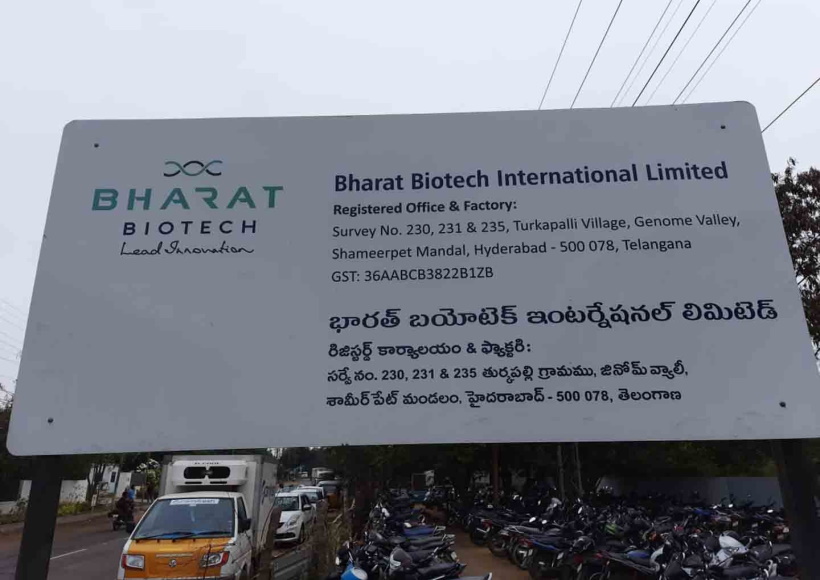 BHARAT
BIOTECH
Lead Innovation
Bharat Biotech International Limited
Registered Office & Factory:
Survey No. 230, 231 & 235, Turkapalli Village, Genome Valley,
Shameerpet Mandal, Hyderabad - 500 078, Telangana
GST: 36AABCB3822B1ZB
భారత్ బయోటెక్ ఇంటర్నేషనల్ లిమిటెడ్
రిజిస్టర్డ్ కార్యాలయం & ఫ్యాక్టరి:
సర్వే నం. 230, 231 & 235 తుర్కపల్లి గ్రామము, జినోమ్ వ్యాలీ,
శామీర్ పేట్ మండలం, హైదరాబాద్ - 500 078, తెలంగాణ